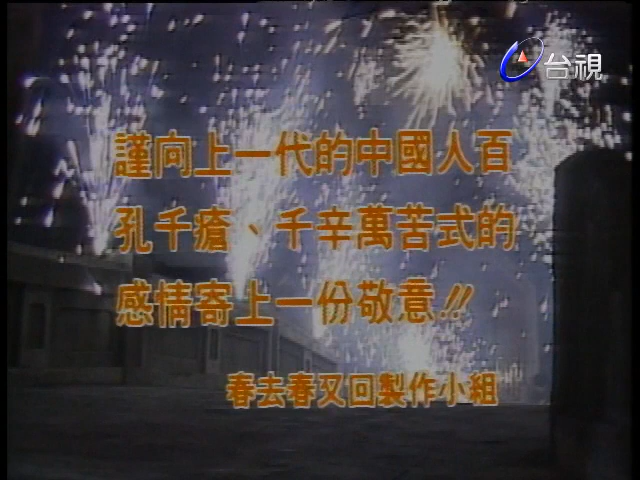 台視
謹向上一代的中國人百
孔千瘡、千辛萬苦式的
感情寄上一份敬意!!
春去春又回製作小組